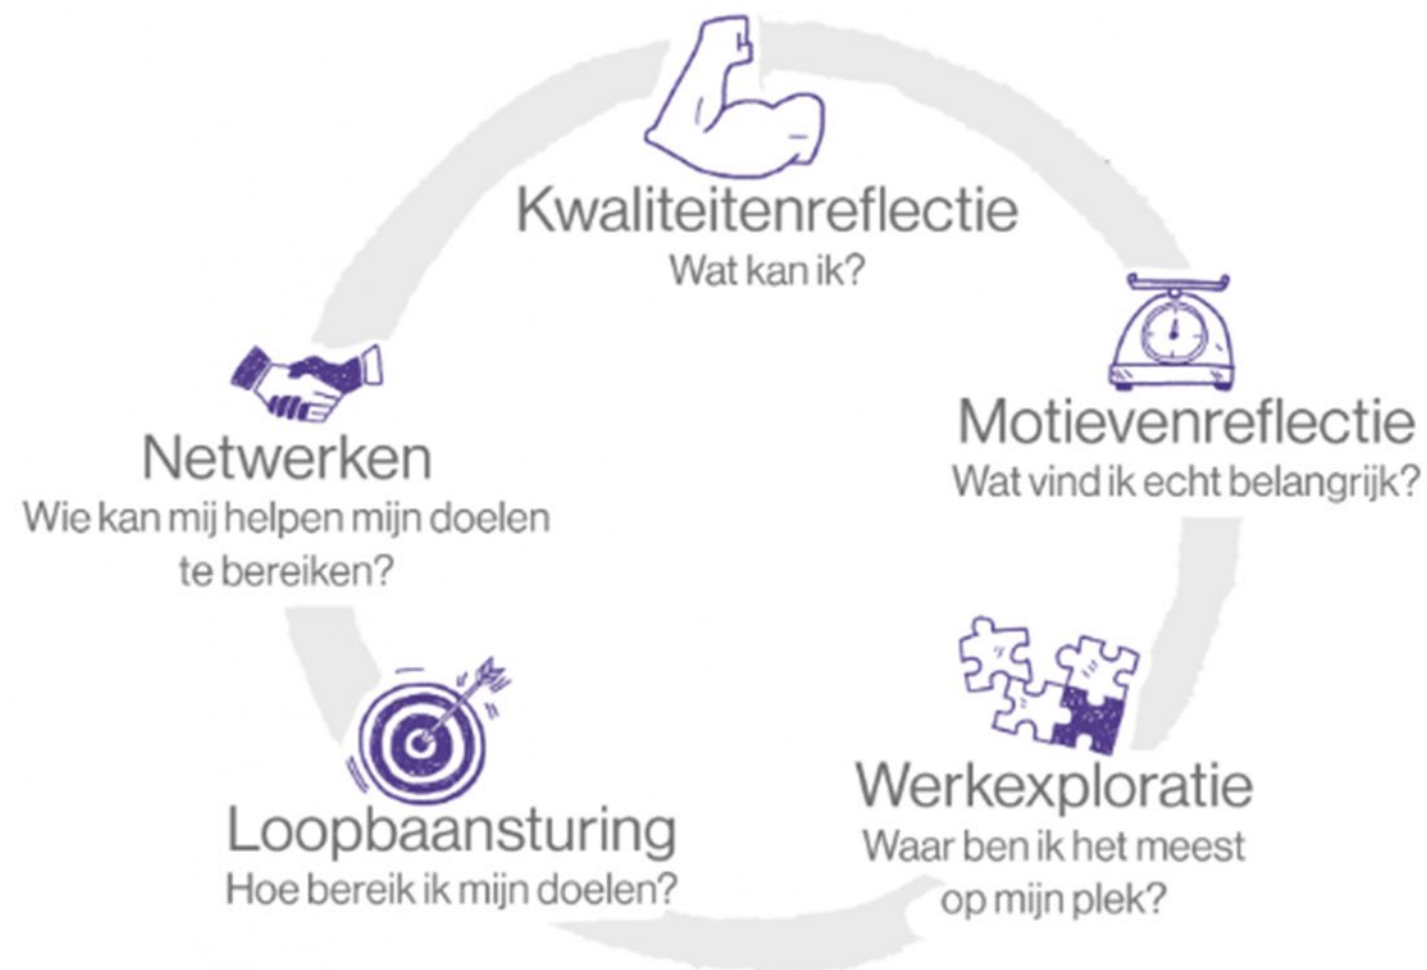 Kwaliteitenreflectie
Wat kan ik?
Motievenreflectie
Wat vind ik echt belangrijk?
Werkexploratie
Waar ben ik het meest
op mijn plek?
Loopbaansturing
Hoe bereik ik mijn doelen?
Netwerken
Wie kan mij helpen mijn doelen
te bereiken?